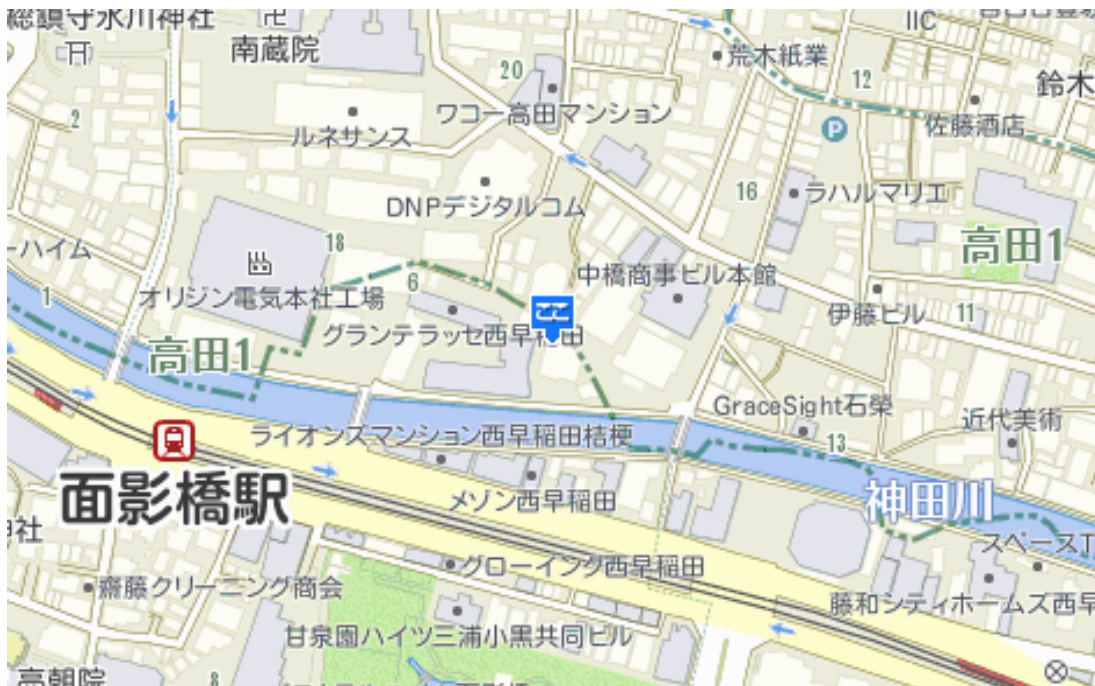 総鎮守氷川神社
南蔵院
IIC
荒木紙業
鈴木
20
12
2
ワコー高田マンション
佐藤酒店
ルネサンス
P
16
ラハルマリエ
DNPデジタルコム
18
高田1
ーハイム
6
中橋商事ビル本館
1
オリジン電気本社工場
ここ
伊藤ビル
11
グランテラッセ西早稲田
高田1
GraceSight石榮
近代美術
ライオンズマンション西早稲田桔梗
13
面影橋駅
メゾン西早稲田
神田川
神社
スペースT
グローイング西早稲田
齋藤クリーニング商会
藤和シティホームズ西早
甘泉園ハイツ三浦小黒共同ビル
高朝院
8